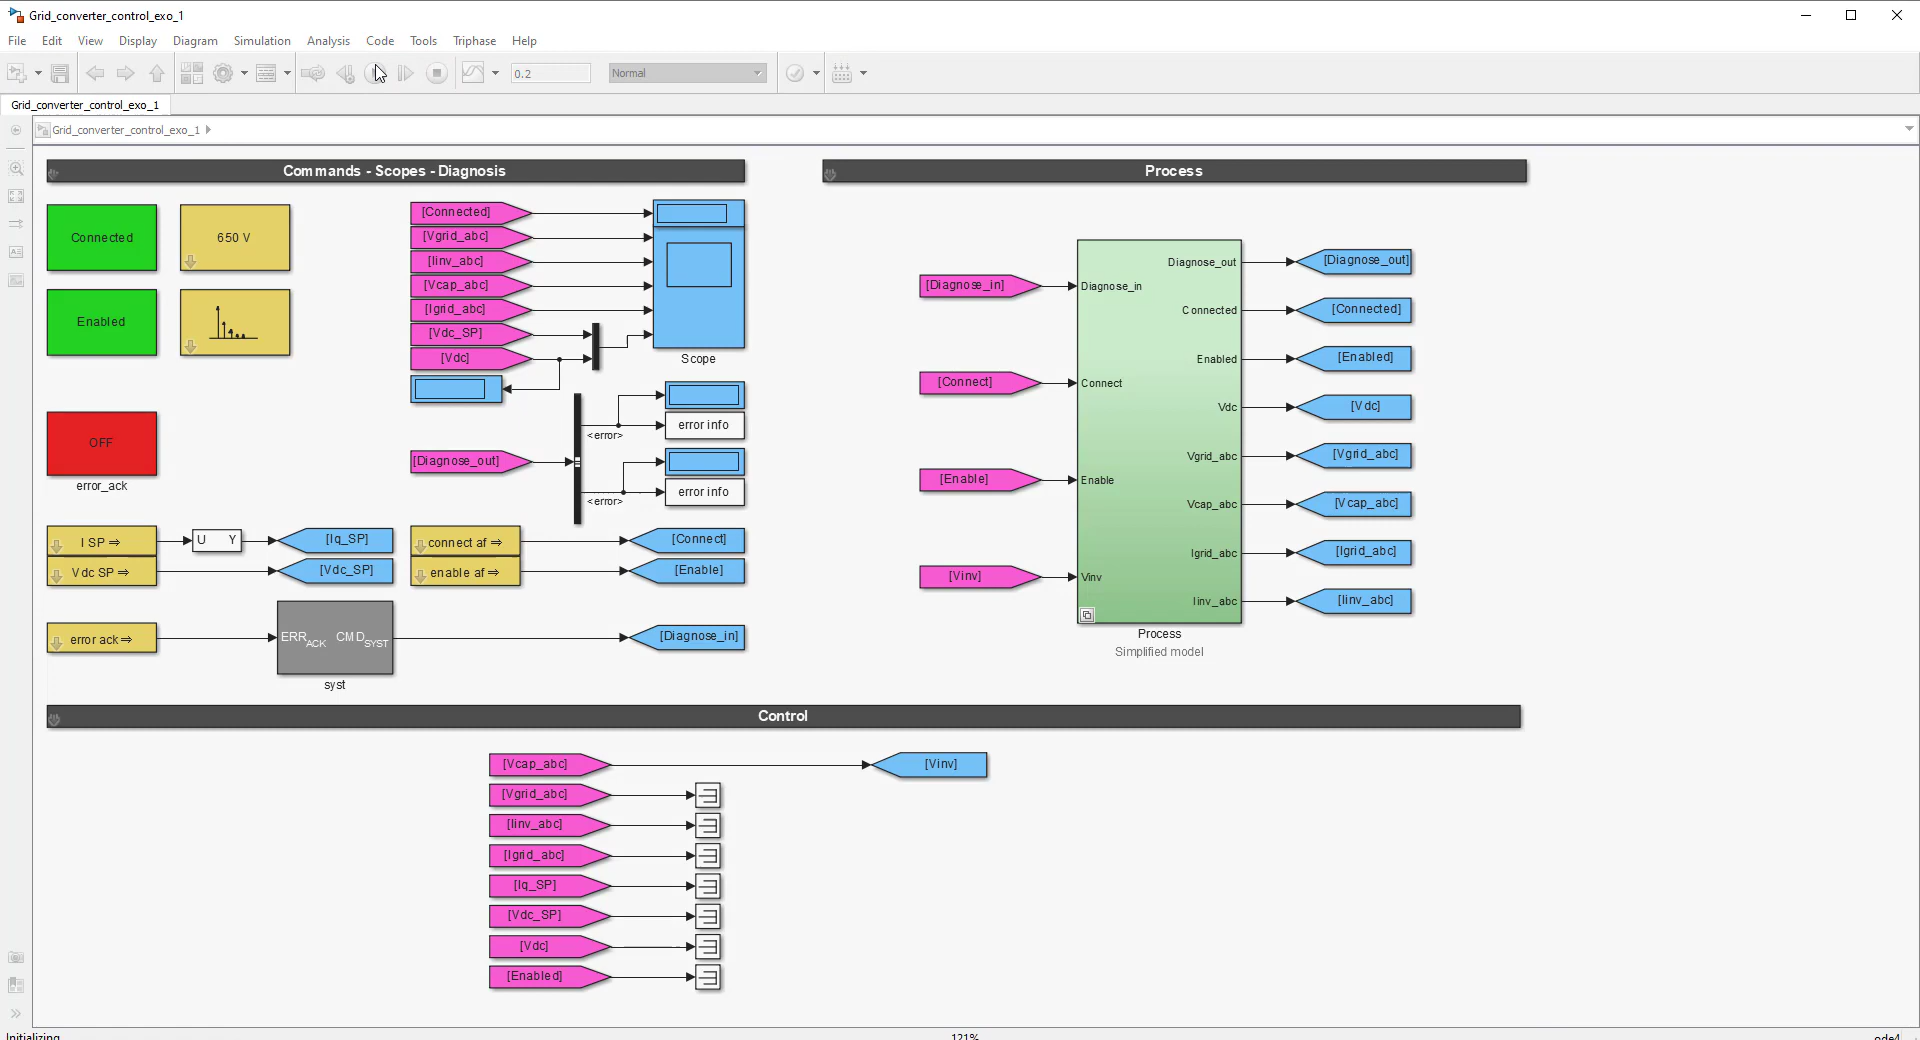 Grid_converter_control_exo_1
File Edit View Display Diagram Simulation Analysis Code Tools Triphase Help
0.2 Normal
Grid_converter_control_exo_1
Grid_converter_control_exo_1
Commands - Scopes - Diagnosis
Connected
650 V
Enabled
OFF
error_ack
[Connected]
[Vgrid_abc]
[Iinv_abc]
[Vcap_abc]
[Igrid_abc]
[Vdc_SP]
[Vdc]
Scope
[Diagnose_out]
<error>
error info
<error>
error info
I SP ⇒
U Y
[Iq_SP]
Vdc SP ⇒
[Vdc_SP]
connect af ⇒
[Connect]
enable af ⇒
[Enable]
error ack ⇒
ERR ACK CMD SYST
syst
[Diagnose_in]
Process
[Diagnose_in]
[Connect]
[Enable]
[Vinv]
Diagnose_in
Connect
Enable
Vinv
Diagnose_out
Connected
Enabled
Vdc
Vgrid_abc
Vcap_abc
Igrid_abc
Iinv_abc
[Diagnose_out]
[Connected]
[Enabled]
[Vdc]
[Vgrid_abc]
[Vcap_abc]
[Igrid_abc]
[Iinv_abc]
Process
Simplified model
Control
[Vcap_abc]
[Vinv]
[Vgrid_abc]
[Iinv_abc]
[Igrid_abc]
[Iq_SP]
[Vdc_SP]
[Vdc]
[Enabled]
Initializing 121% ode4